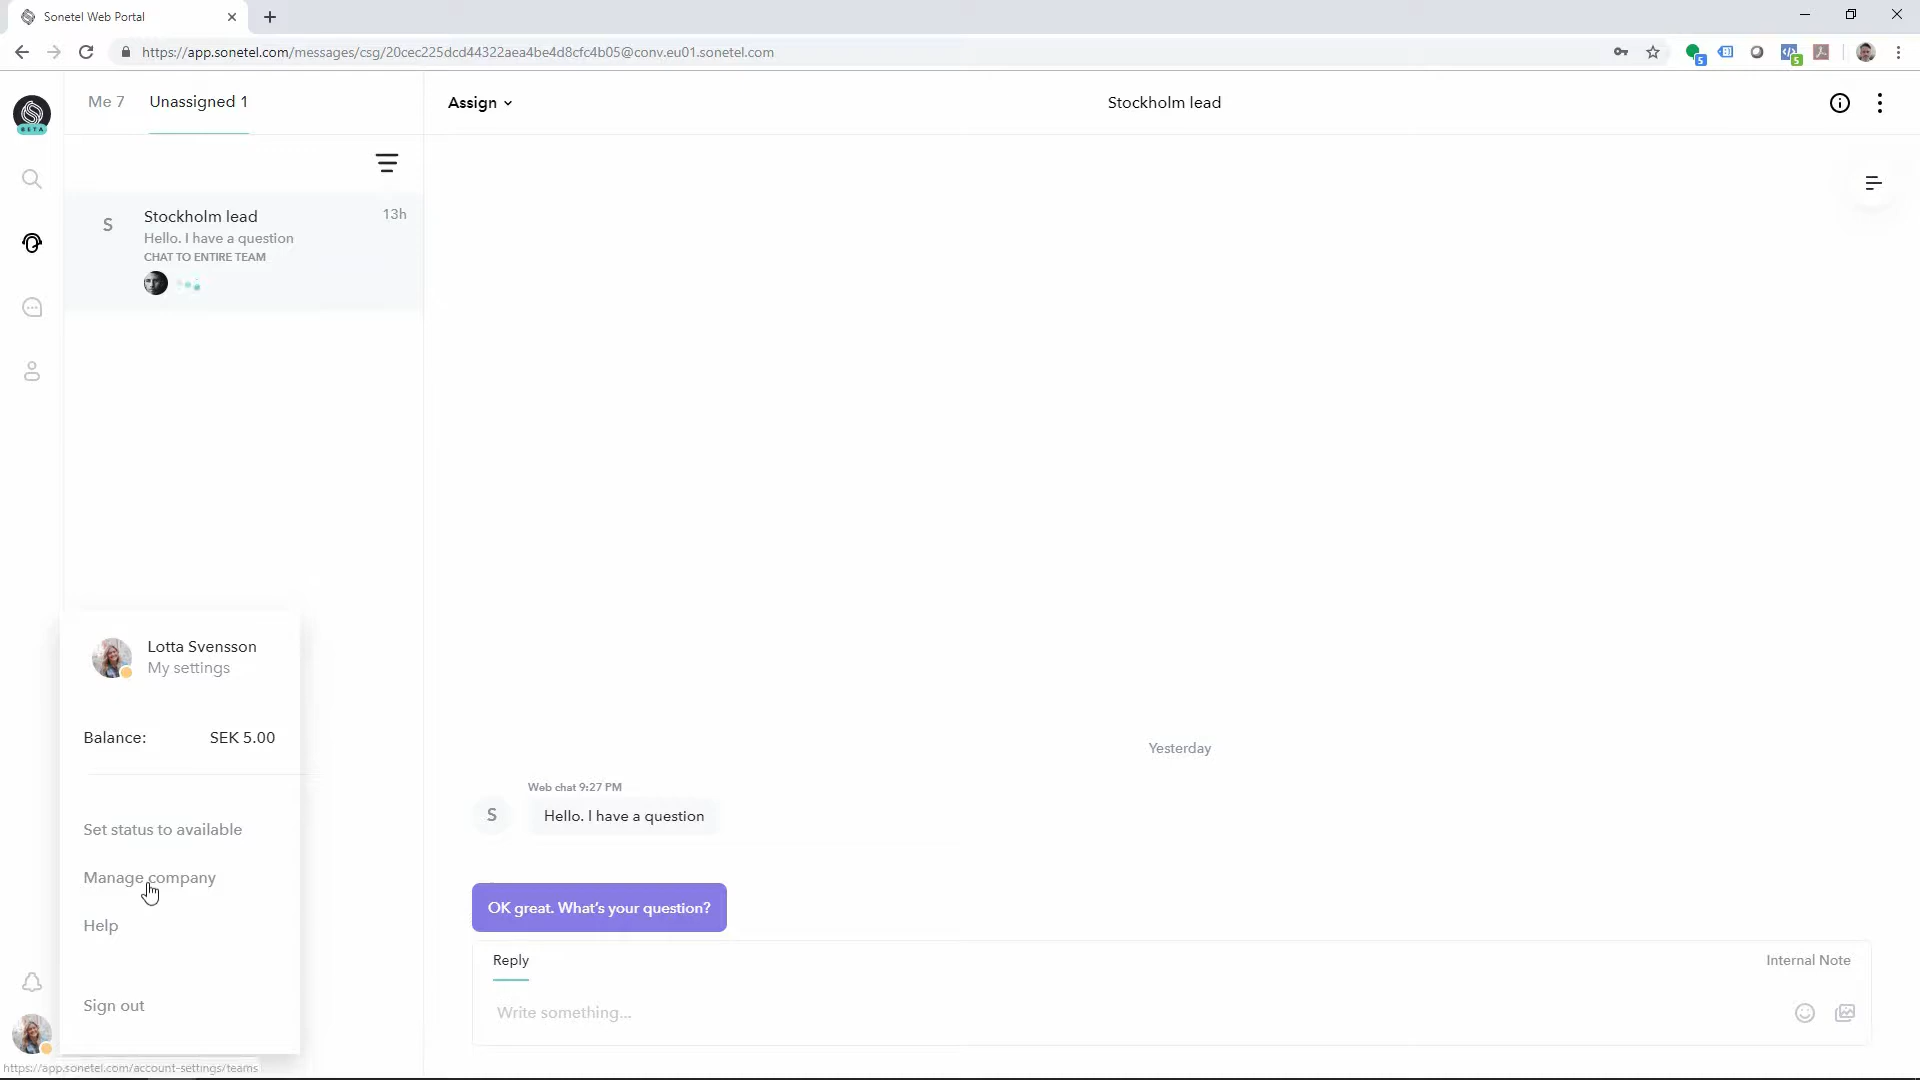 Sonetel Web Portal
https://app.sonetel.com/messages/csg/20cec225dcd44322aea4be4d8cfc4b05@conv.eu01.sonetel.com
5
5
BETA
Me 7
Unassigned 1
Assign
Stockholm lead
S
Stockholm lead
13h
Hello. I have a question
CHAT TO ENTIRE TEAM
Lotta Svensson
My settings
Balance:
SEK 5.00
Set status to available
Manage company
Help
Sign out
Yesterday
Web chat 9:27 PM
S
Hello. I have a question
OK great. What's your question?
Reply
Internal Note
Write something...
https://app.sonetel.com/account-settings/teams